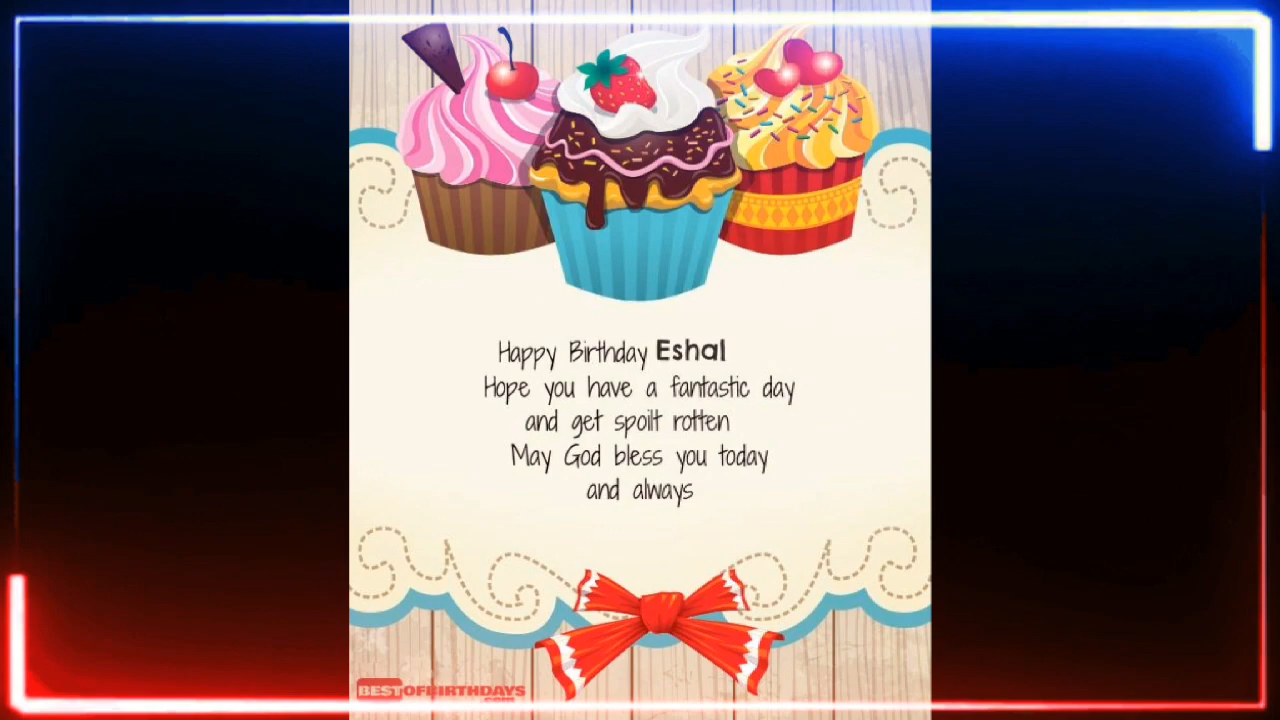 Happy Birthday Eshal
Hope you have a fantastic day
and get spoilt rotten
May God bless you today
and always
BESTOFBIRTHDAYS
.com